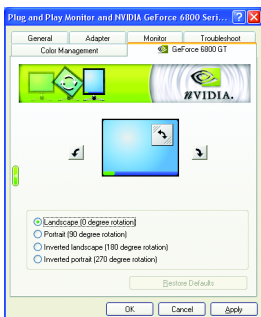 Plug and Play Monitor and NVIDIA GeForce 6800 Seri...
General Adapter Monitor Troubleshoot
Color Management GeForce 6800 GT
NVIDIA.
Landscape (0 degree rotation)
Portrait (90 degree rotation)
Inverted landscape (180 degree rotation)
Inverted portrait (270 degree rotation)
Restore Defaults
OK Cancel Apply